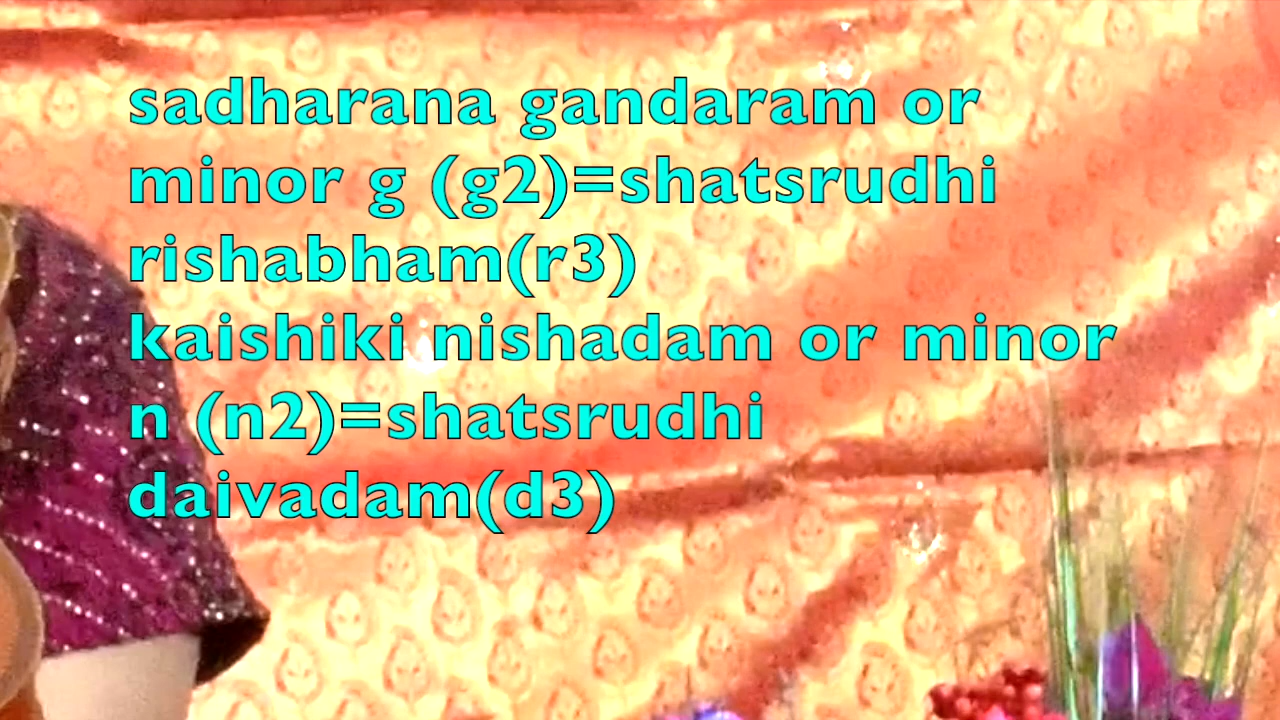 sadharana gandaram or
minor g (g2)=shatsrudhi
rishabham(r3)
kaishiki nishadam or minor
n (n2)=shatsrudhi
daivadam(d3)